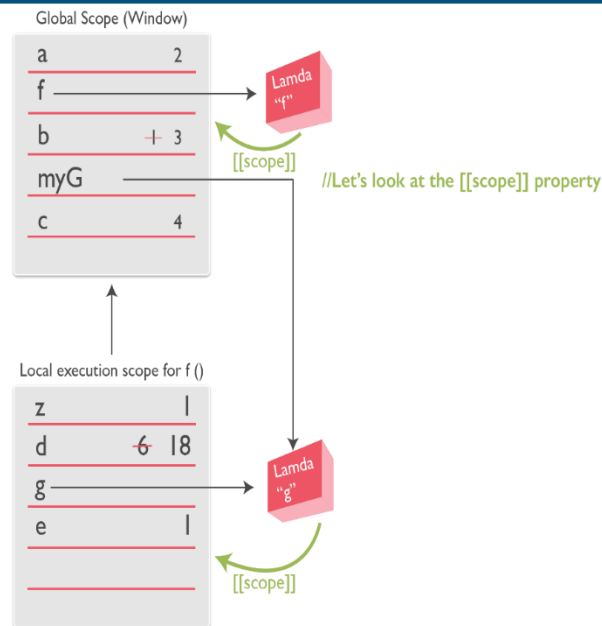 Global Scope (Window)
a 2
f
Lamda
"f"
b 1 3
[[scope]]
myG
//Let's look at the [[scope]] property
c 4
Local execution scope for f ()
z 1
d 6 18
g
Lamda
"g"
e 1
[[scope]]